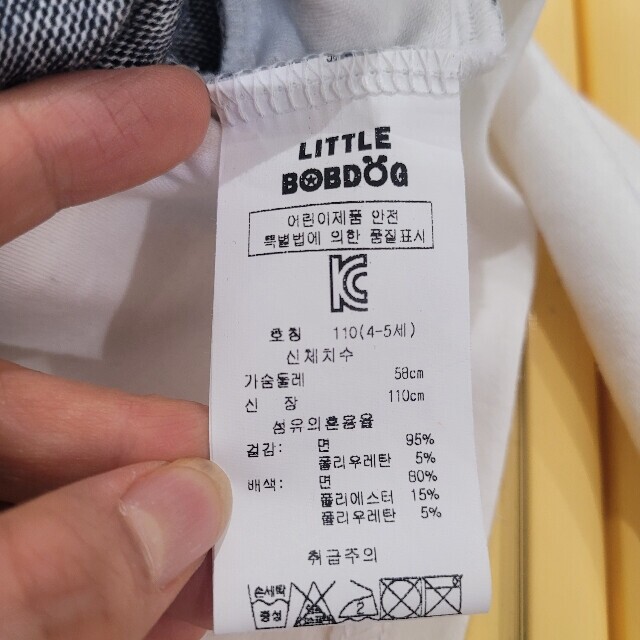 LITTLE
BOBDOG
어린이제품 안전
특별법에 의한 품질표시
KC
호칭 110(4-5세)
신체치수
가슴둘레 58cm
신 장 110cm
섬유의혼용율
겉감: 면 95%
폴리우레탄 5%
배색: 면 80%
폴리에스터 15%
폴리우레탄 5%
취급주의
손세탁
중성
2